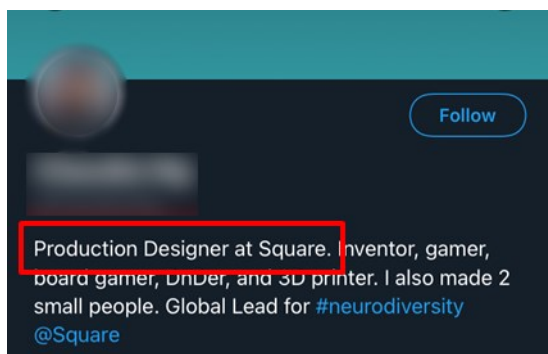 Follow
Production Designer at Square. Inventor, gamer,
board gamer, DnDer, and 3D printer. I also made 2
small people. Global Lead for #neurodiversity
@Square